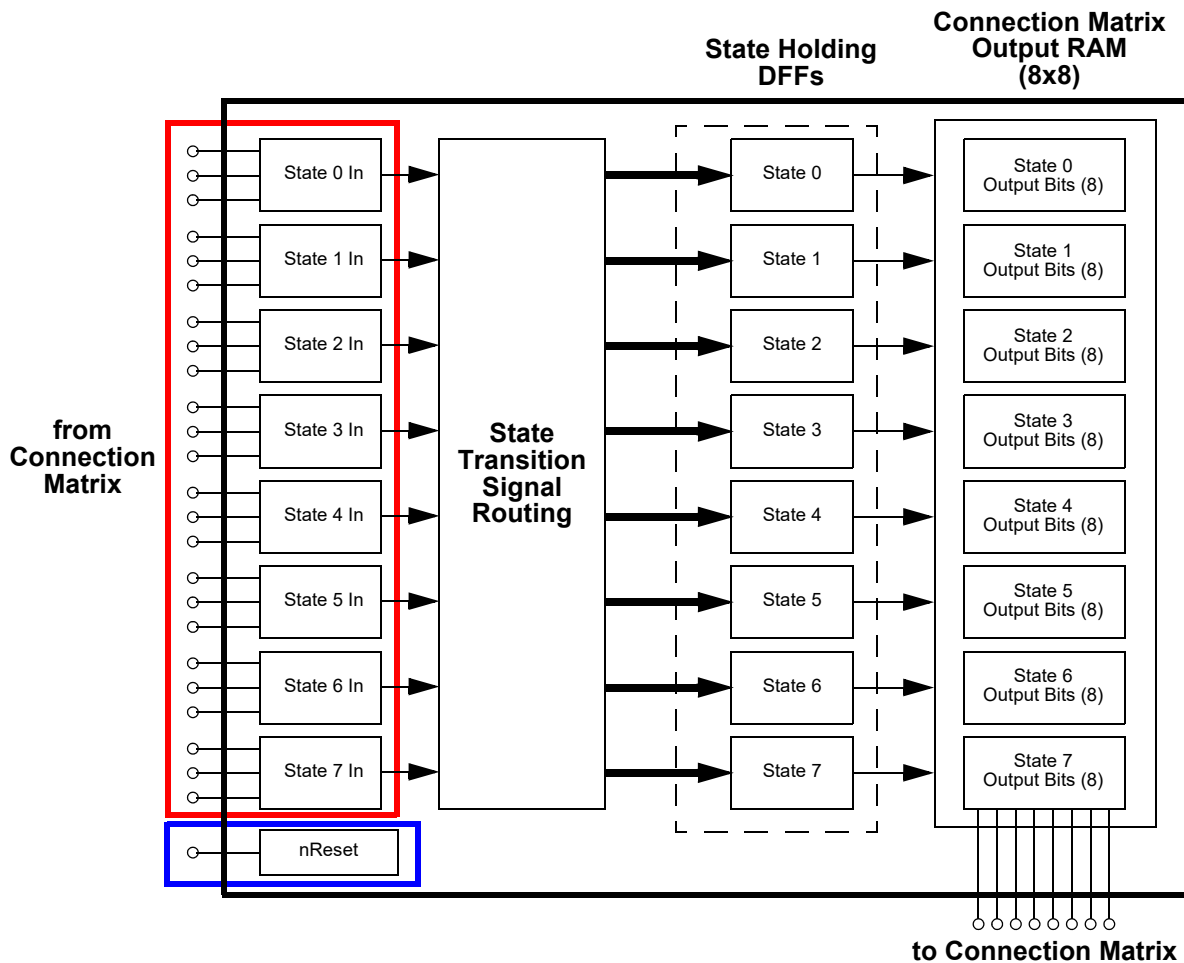 Connection Matrix
Output RAM
(8x8)
State Holding
DFFs
from
Connection
Matrix
State 0 In
State 1 In
State 2 In
State 3 In
State 4 In
State 5 In
State 6 In
State 7 In
nReset
State
Transition
Signal
Routing
State 0
State 1
State 2
State 3
State 4
State 5
State 6
State 7
State 0
Output Bits (8)
State 1
Output Bits (8)
State 2
Output Bits (8)
State 3
Output Bits (8)
State 4
Output Bits (8)
State 5
Output Bits (8)
State 6
Output Bits (8)
State 7
Output Bits (8)
to Connection Matrix